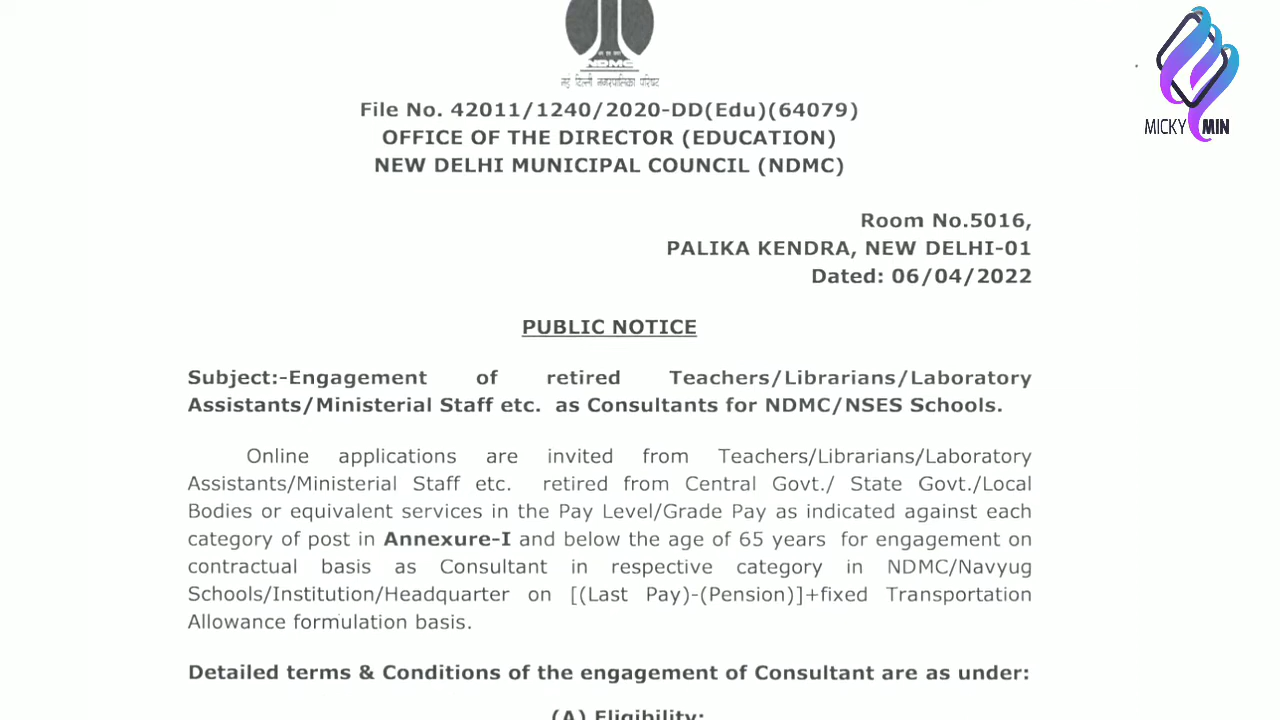 NDMC
नई दिल्ली नगरपालिका परिषद
File No. 42011/1240/2020-DD(Edu)(64079)
OFFICE OF THE DIRECTOR (EDUCATION)
NEW DELHI MUNICIPAL COUNCIL (NDMC)
MICKY MIN
Room No.5016,
PALIKA KENDRA, NEW DELHI-01
Dated: 06/04/2022
PUBLIC NOTICE
Subject:-Engagement of retired Teachers/Librarians/Laboratory
Assistants/Ministerial Staff etc. as Consultants for NDMC/NSES Schools.
Online applications are invited from Teachers/Librarians/Laboratory
Assistants/Ministerial Staff etc. retired from Central Govt./ State Govt./Local
Bodies or equivalent services in the Pay Level/Grade Pay as indicated against each
category of post in Annexure-I and below the age of 65 years for engagement on
contractual basis as Consultant in respective category in NDMC/Navyug
Schools/Institution/Headquarter on [(Last Pay)-(Pension)]+fixed Transportation
Allowance formulation basis.
Detailed terms & Conditions of the engagement of Consultant are as under:
(A) Eligibility: